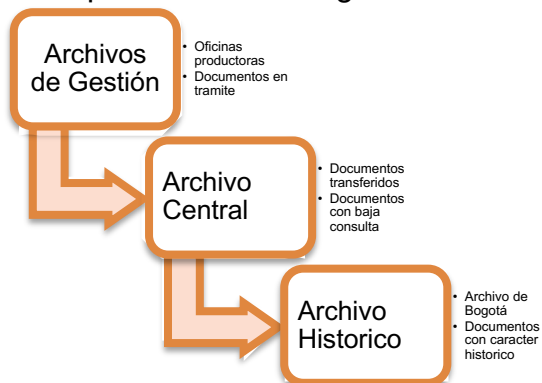 Archivos
de Gestión
• Oficinas
productoras
• Documentos en
tramite
Archivo
Central
• Documentos
transferidos
• Documentos
con baja
consulta
Archivo
Historico
• Archivo de
Bogotá
• Documentos
con caracter
historico